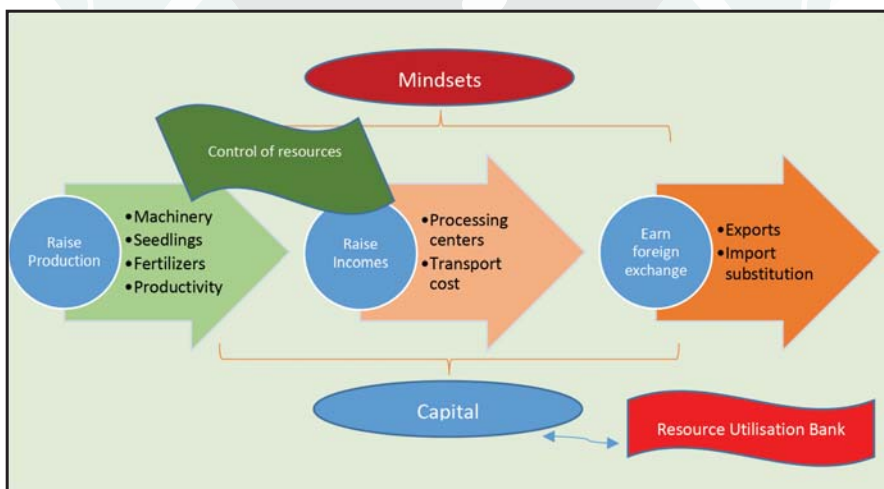 Mindsets
Control of resources
Raise
Production
•Machinery
•Seedlings
•Fertilizers
•Productivity
Raise
Incomes
•Processing
centers
•Transport
cost
Earn
foreign
exchange
•Exports
•Import
substitution
Capital
Resource Utilisation Bank